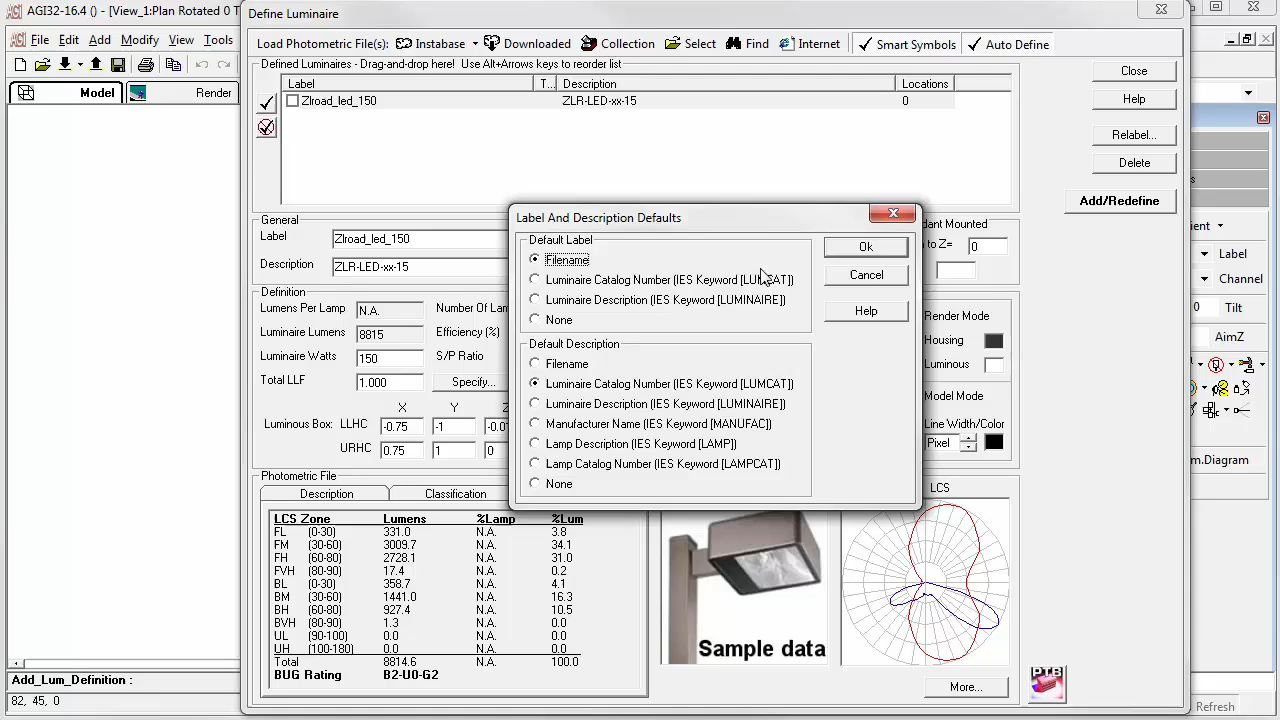 AGI32-16.4 () - [View_1:Plan Rotated 0 T
File Edit Add Modify View Tools
Model Render
Define Luminaire
Load Photometric File(s): Instabase Downloaded Collection Select Find Internet Smart Symbols Auto Define
Defined Luminaires - Drag-and-drop here! Use Alt+Arrows keys to reorder list
Label T... Description Locations
Zlroad_led_150 ZLR-LED-xx-15 0
Close
Help
Relabel...
Delete
Add/Redefine
General
Label Zlroad_led_150
Description ZLR-LED-xx-15
Definition
Lumens Per Lamp N.A. Number Of Lam
Luminaire Lumens 8815 Efficiency (%)
Luminaire Watts 150 S/P Ratio
Total LLF 1.000 Specify...
X Y Z
Luminous Box: LLHC -0.75 -1 -0.0
URHC 0.75 1 0
Label And Description Defaults
Default Label
Filename
Luminaire Catalog Number (IES Keyword [LUMCAT])
Luminaire Description (IES Keyword [LUMINAIRE])
None
Default Description
Filename
Luminaire Catalog Number (IES Keyword [LUMCAT])
Luminaire Description (IES Keyword [LUMINAIRE])
Manufacturer Name (IES Keyword [MANUFAC])
Lamp Description (IES Keyword [LAMP])
Lamp Catalog Number (IES Keyword [LAMPCAT])
None
Ok
Cancel
Help
dant Mounted
to Z= 0
Render Mode
Housing
Luminous
Model Mode
Line Width/Color
Pixel
Label
Channel
0 Tilt
AimZ
m.Diagram
Photometric File
Description Classification
LCS Zone Lumens %Lamp %Lum
FL (0-30) 331.0 N.A. 3.8
FM (30-60) 3009.7 N.A. 34.1
FH (60-80) 2728.1 N.A. 31.0
FVH (80-90) 17.4 N.A. 0.2
BL (0-30) 358.7 N.A. 4.1
BM (30-60) 1441.0 N.A. 16.3
BH (60-80) 927.4 N.A. 10.5
BVH (80-90) 1.3 N.A. 0.0
UL (90-100) 0.0 N.A. 0.0
UH (100-180) 0.0 N.A. 0.0
Total 8814.6 N.A. 100.0
BUG Rating B2-U0-G2
Sample data
LCS
More...
PTB
Add_Lum_Definition :
82, 45, 0
Refresh